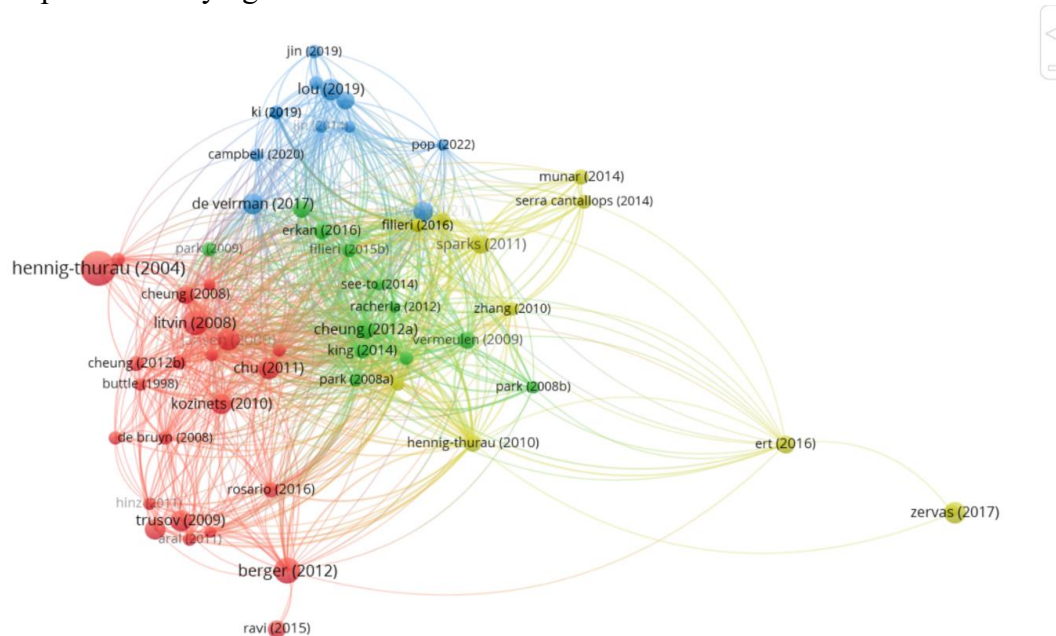 jin (2019)
lou (2019)
ki (2019)
campbell (2020)
pop (2022)
munar (2014)
serra cantallops (2014)
de veirman (2017)
erkan (2016)
filieri (2016)
sparks (2011)
park (2009)
filieri (2015b)
hennig-thurau (2004)
see-to (2014)
cheung (2008)
racherla (2012)
zhang (2010)
litvin (2008)
cheung (2012a)
vermeulen (2009)
king (2014)
cheung (2012b)
chu (2011)
buttle (1998)
park (2008a)
park (2008b)
kozinets (2010)
de bruyn (2008)
hennig-thurau (2010)
ert (2016)
rosario (2016)
hinz (2011)
zervas (2017)
trusov (2009)
aral (2011)
berger (2012)
ravi (2015)